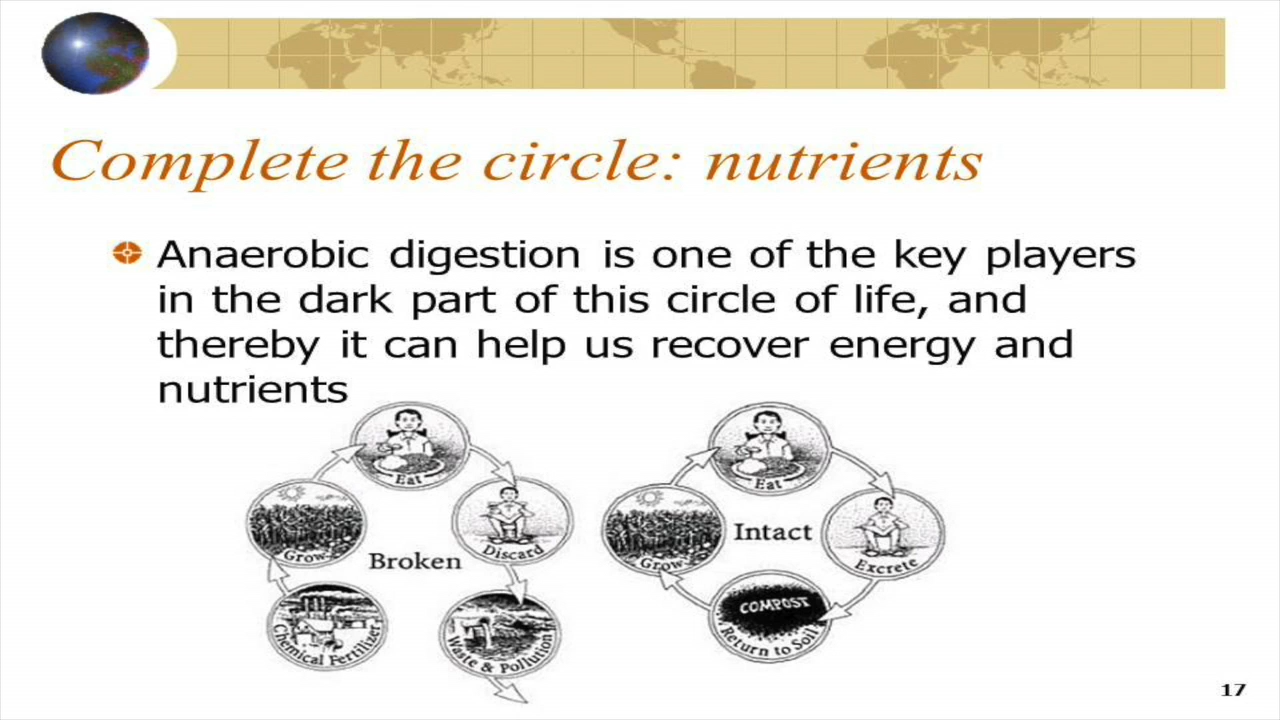 Complete the circle: nutrients
Anaerobic digestion is one of the key players
in the dark part of this circle of life, and
thereby it can help us recover energy and
nutrients
Eat
Discard
Waste & Pollution
Chemical Fertilizer
Grow
Broken
Eat
Excrete
COMPOST
Return to Soil
Grow
Intact
17